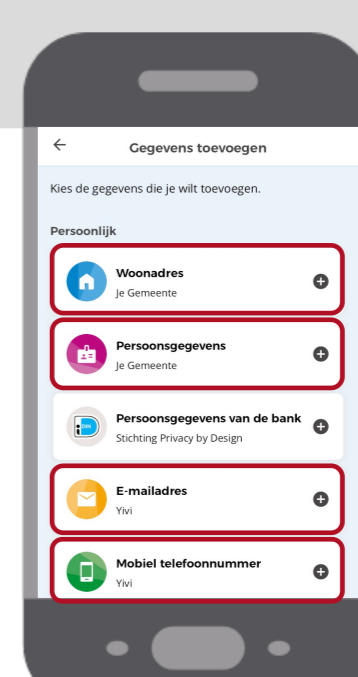 Gegevens toevoegen
Kies de gegevens die je wilt toevoegen.
Persoonlijk
Woonadres
Je Gemeente
Persoonsgegevens
Je Gemeente
iDIN
Persoonsgegevens van de bank
Stichting Privacy by Design
E-mailadres
Yivi
Mobiel telefoonnummer
Yivi